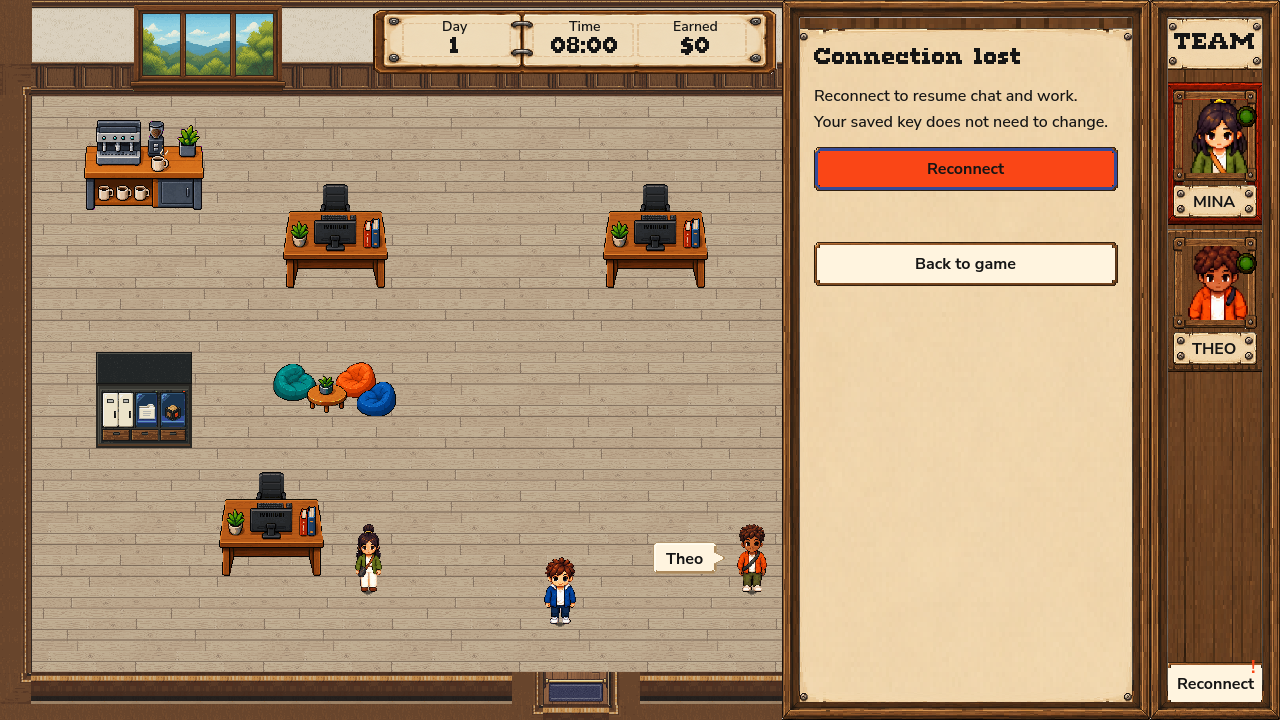 Day
1
Time
08:00
Earned
$0
Connection lost
Reconnect to resume chat and work.
Your saved key does not need to change.
Reconnect
Back to game
TEAM
MINA
THEO
Theo
!
Reconnect